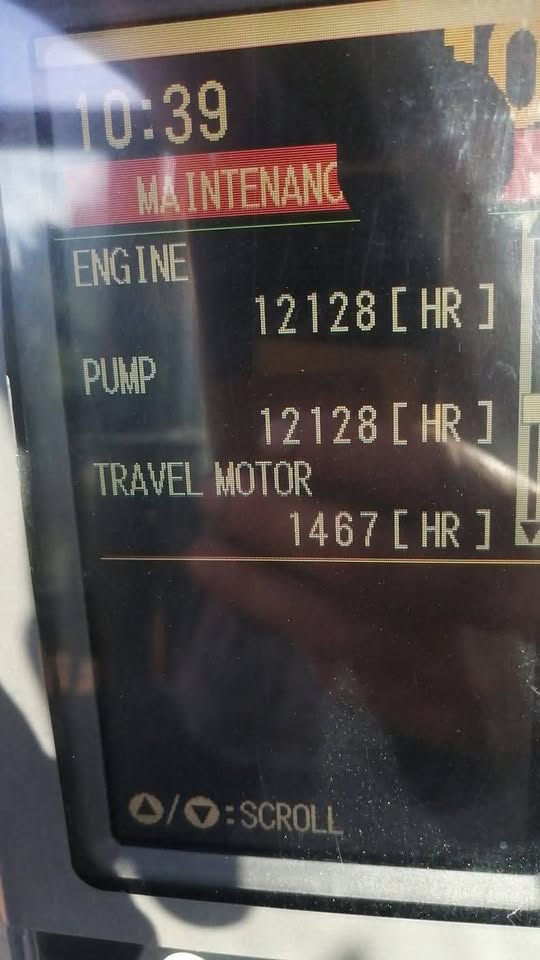 10:39
MAINTENANC
ENGINE
12128[HR]
PUMP
12128[HR]
TRAVEL MOTOR
1467[HR]
▲/▼:SCROLL